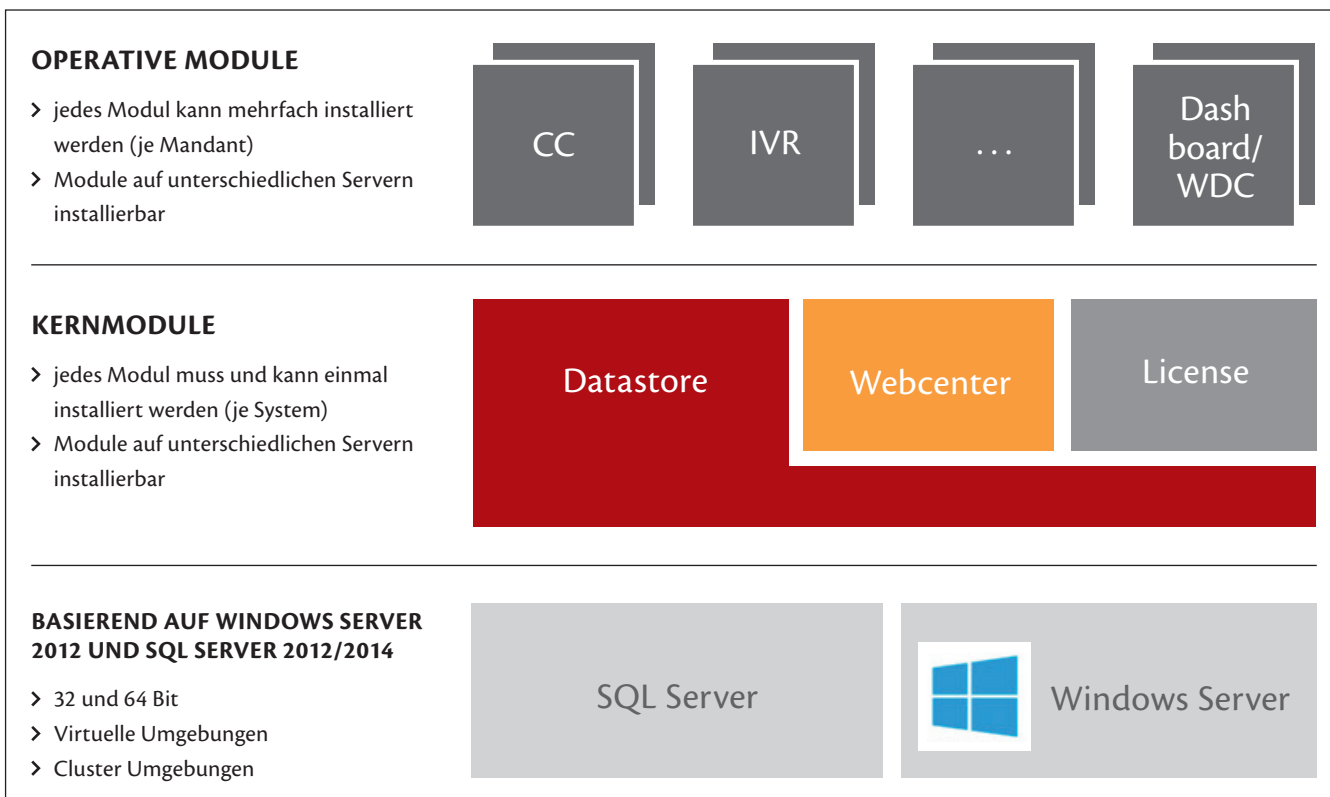 OPERATIVE MODULE
> jedes Modul kann mehrfach installiert
werden (je Mandant)
> Module auf unterschiedlichen Servern
installierbar
CC
IVR
...
Dash
board/
WDC
KERNMODULE
> jedes Modul muss und kann einmal
installiert werden (je System)
> Module auf unterschiedlichen Servern
installierbar
Datastore
Webcenter
License
BASIEREND AUF WINDOWS SERVER
2012 UND SQL SERVER 2012/2014
> 32 und 64 Bit
> Virtuelle Umgebungen
> Cluster Umgebungen
SQL Server
Windows Server